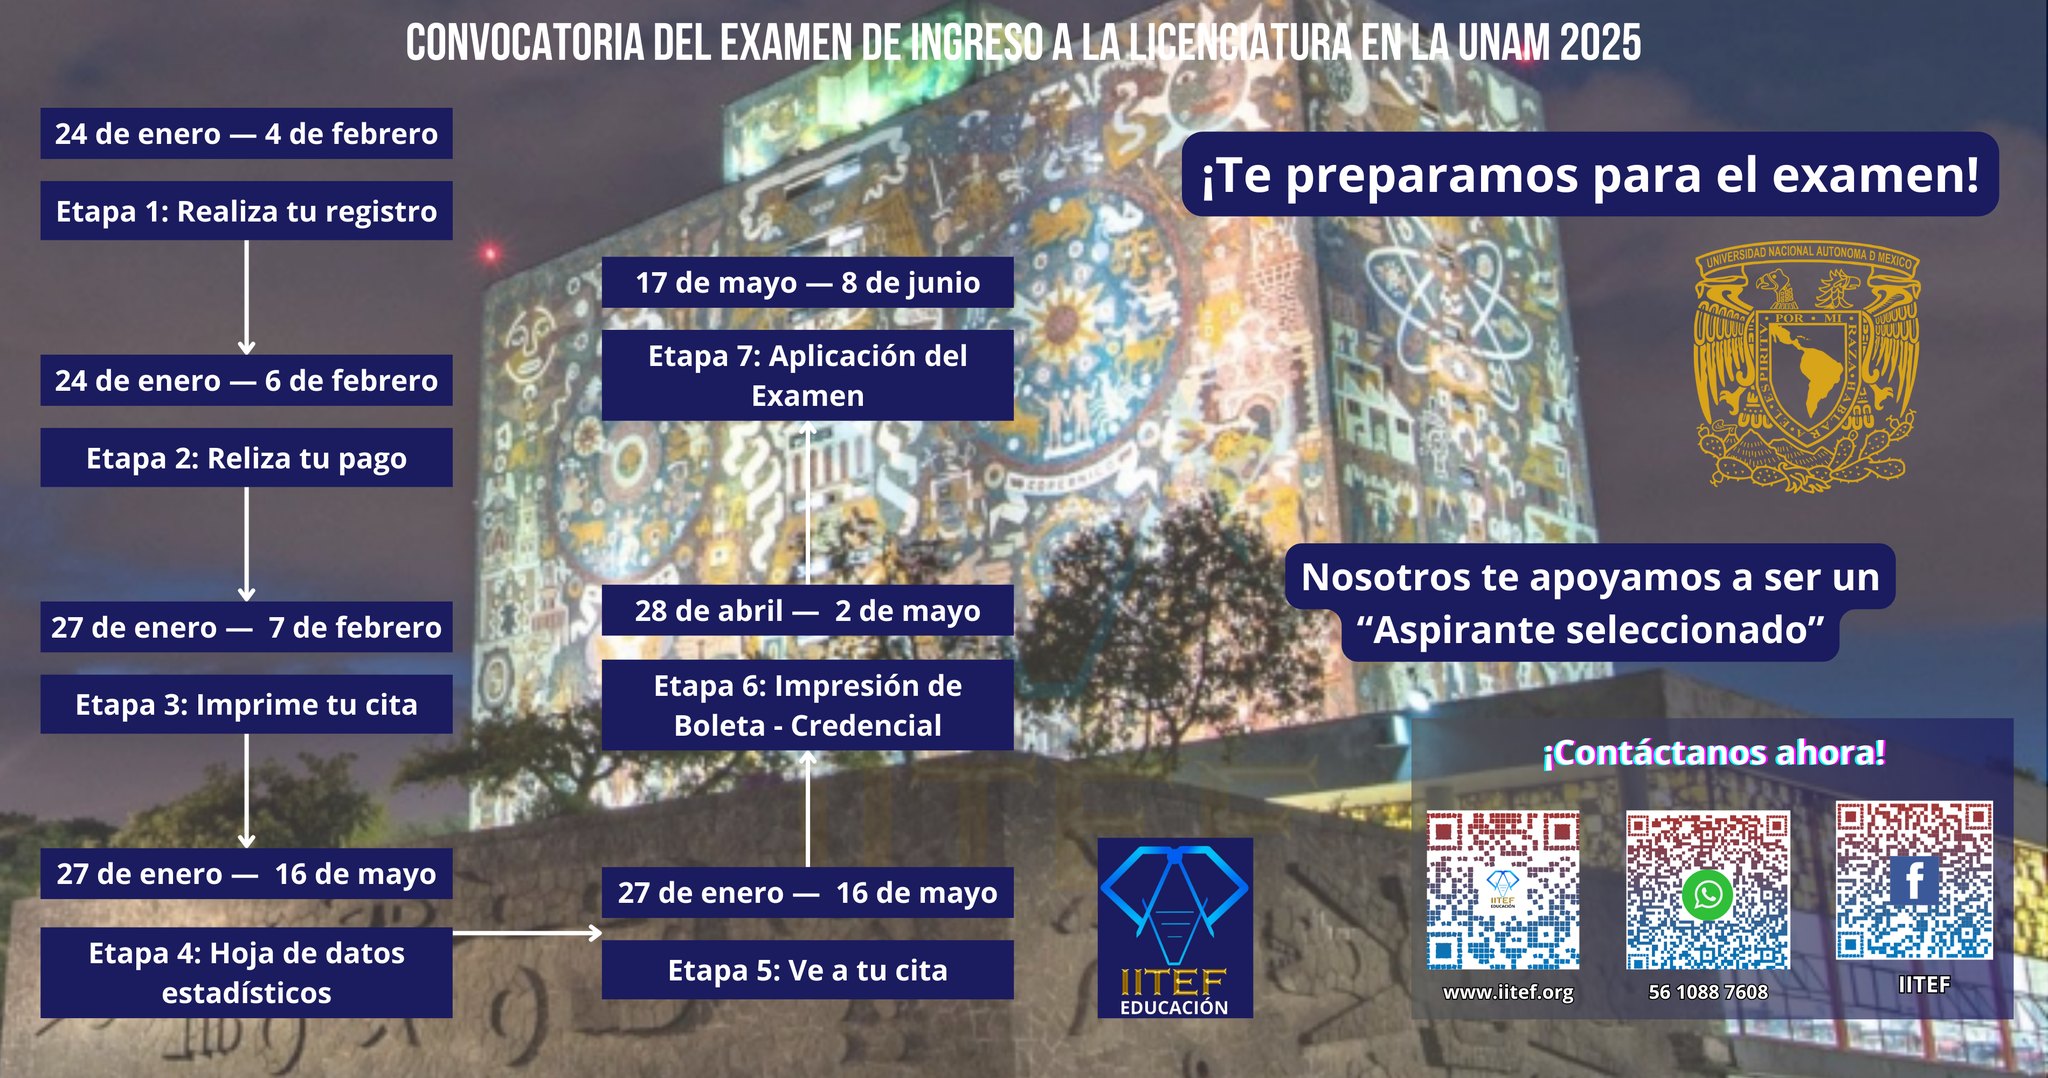 CONVOCATORIA DEL EXAMEN DE INGRESO A LA LICENCIATURA EN LA UNAM 2025
24 de enero — 4 de febrero
Etapa 1: Realiza tu registro
24 de enero — 6 de febrero
Etapa 2: Reliza tu pago
27 de enero — 7 de febrero
Etapa 3: Imprime tu cita
27 de enero — 16 de mayo
Etapa 4: Hoja de datos
estadísticos
27 de enero — 16 de mayo
Etapa 5: Ve a tu cita
28 de abril — 2 de mayo
Etapa 6: Impresión de
Boleta - Credencial
17 de mayo — 8 de junio
Etapa 7: Aplicación del
Examen
¡Te preparamos para el examen!
UNIVERSIDAD NACIONAL AUTONOMA D MEXICO
POR · MI · RAZA · HABLARA · EL · ESPIRITU
Nosotros te apoyamos a ser un
“Aspirante seleccionado”
IITEF
EDUCACIÓN
¡Contáctanos ahora!
IITEF
EDUCACIÓN
www.iitef.org
56 1088 7608
IITEF
IITEF